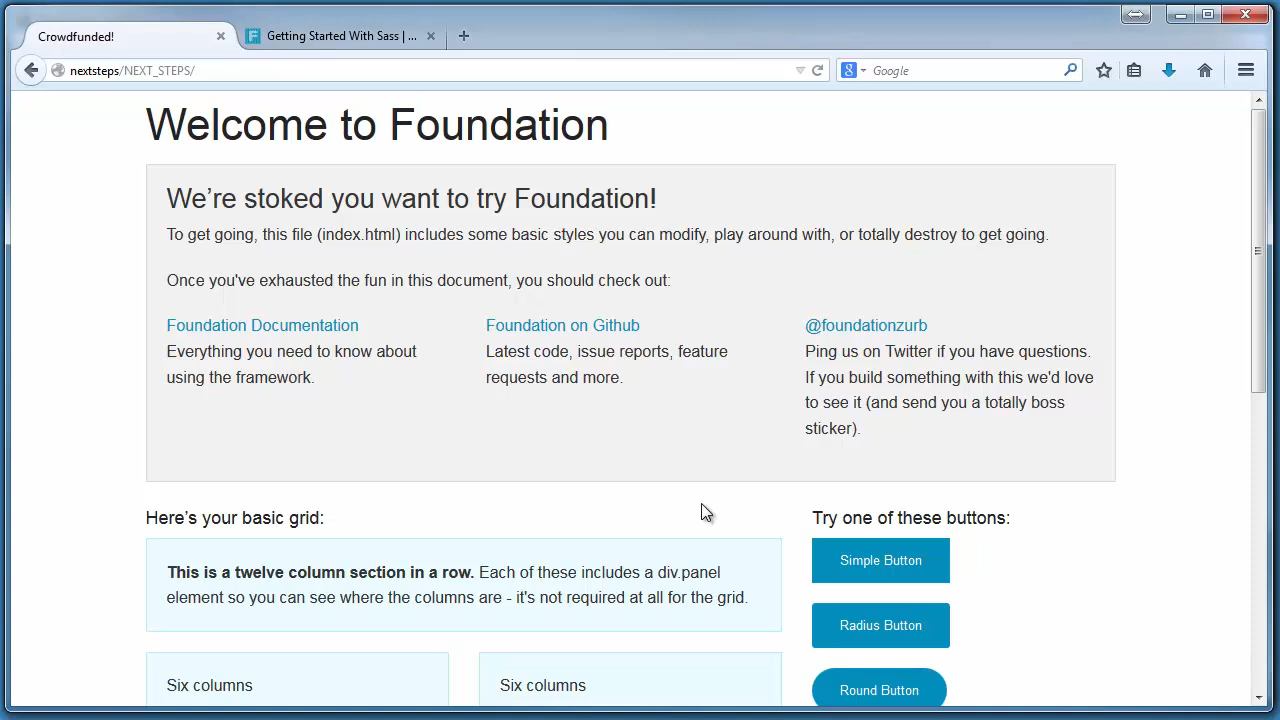 Crowdfunded!
Getting Started With Sass | ...
nextsteps/NEXT_STEPS/
Google
Welcome to Foundation
We’re stoked you want to try Foundation!
To get going, this file (index.html) includes some basic styles you can modify, play around with, or totally destroy to get going.
Once you've exhausted the fun in this document, you should check out:
Foundation Documentation
Everything you need to know about
using the framework.
Foundation on Github
Latest code, issue reports, feature
requests and more.
@foundationzurb
Ping us on Twitter if you have questions.
If you build something with this we'd love
to see it (and send you a totally boss
sticker).
Here’s your basic grid:
This is a twelve column section in a row. Each of these includes a div.panel
element so you can see where the columns are - it's not required at all for the grid.
Six columns
Six columns
Try one of these buttons:
Simple Button
Radius Button
Round Button